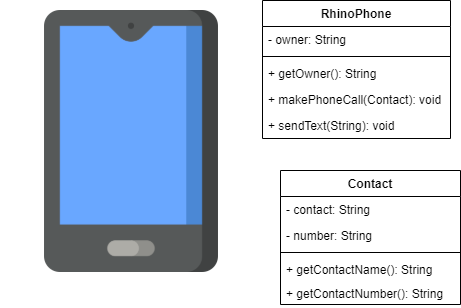 RhinoPhone
- owner: String
+ getOwner(): String
+ makePhoneCall(Contact): void
+ sendText(String): void
Contact
- contact: String
- number: String
+ getContactName(): String
+ getContactNumber(): String